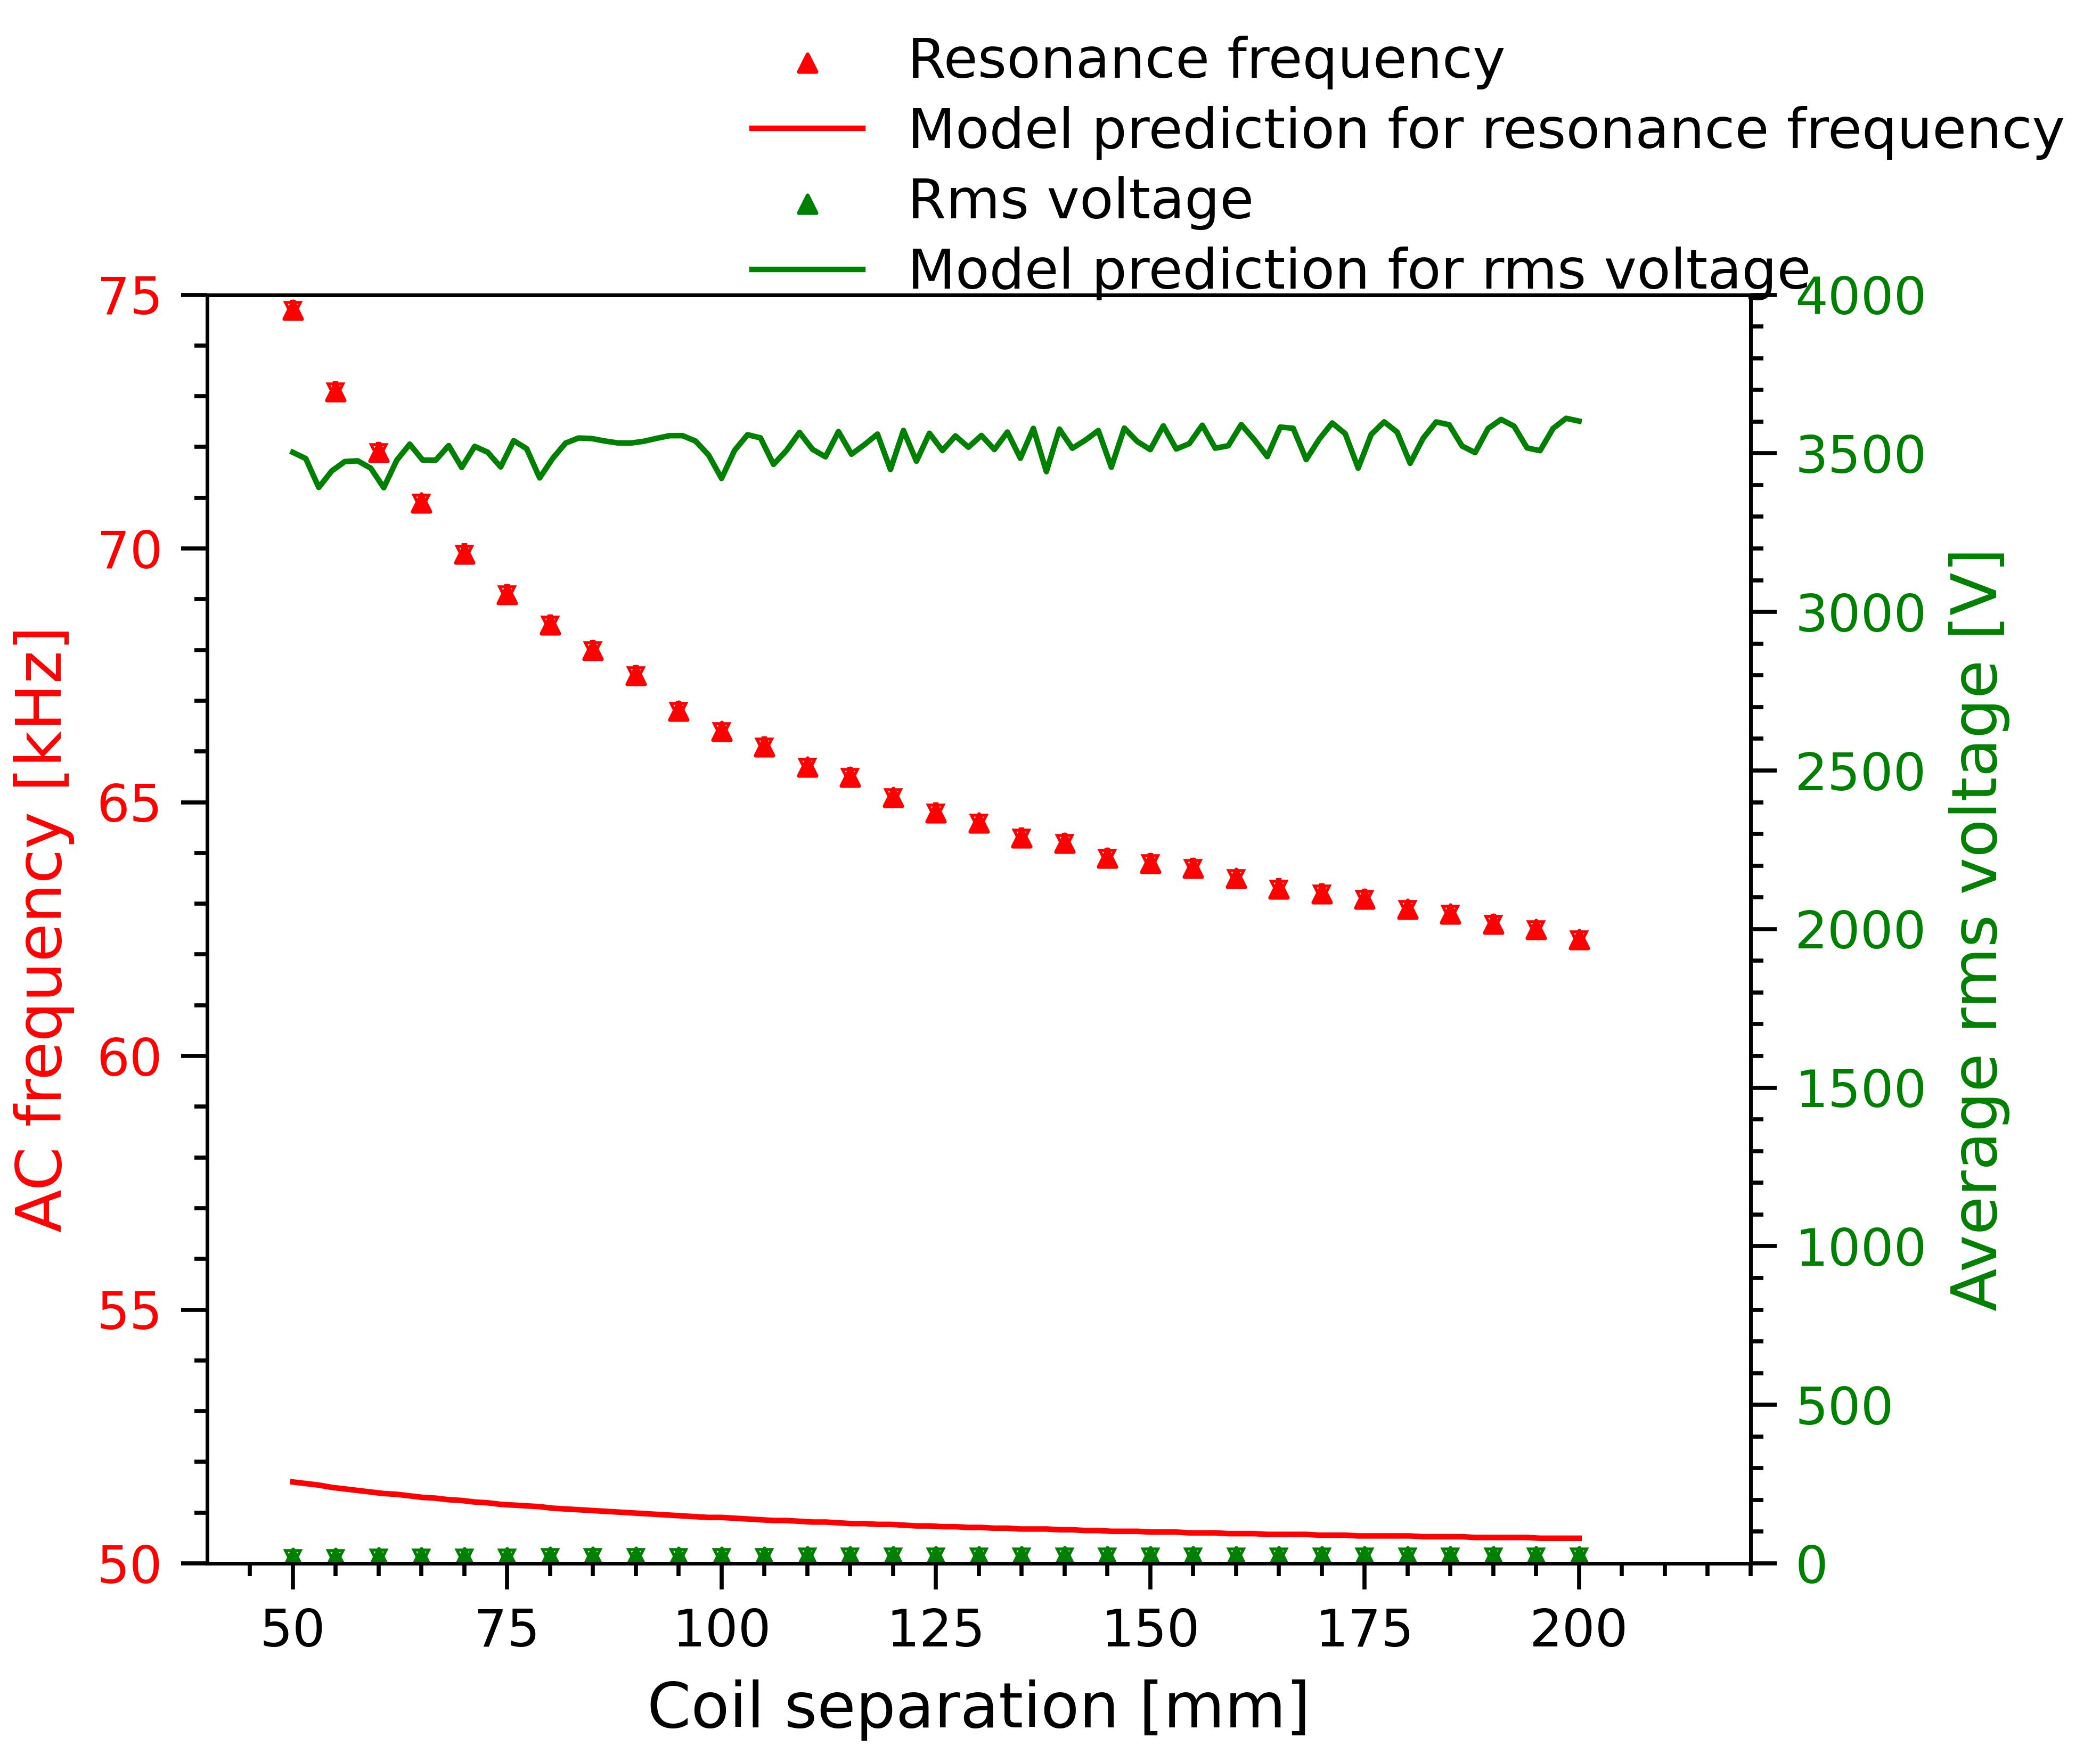 Resonance frequency
Model prediction for resonance frequency
Rms voltage
Model prediction for rms voltage
75
70
65
60
55
50
AC frequency [kHz]
4000
3500
3000
2500
2000
1500
1000
500
0
Average rms voltage [V]
50 75 100 125 150 175 200
Coil separation [mm]